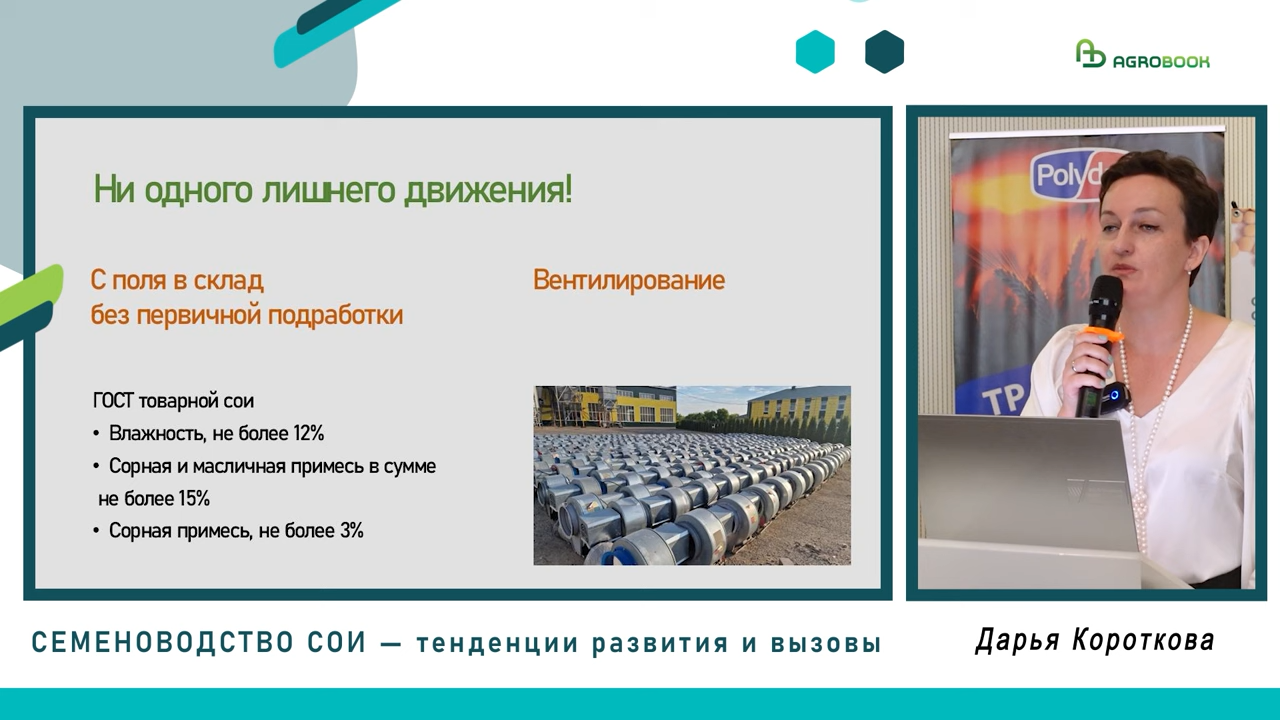 AGROBOOK
Ни одного лишнего движения!
С поля в склад
без первичной подработки
Вентилирование
ГОСТ товарной сои
• Влажность, не более 12%
• Сорная и масличная примесь в сумме
не более 15%
• Сорная примесь, не более 3%
Polyd
ТР
СЕМЕНОВОДСТВО СОИ — тенденции развития и вызовы
Дарья Короткова